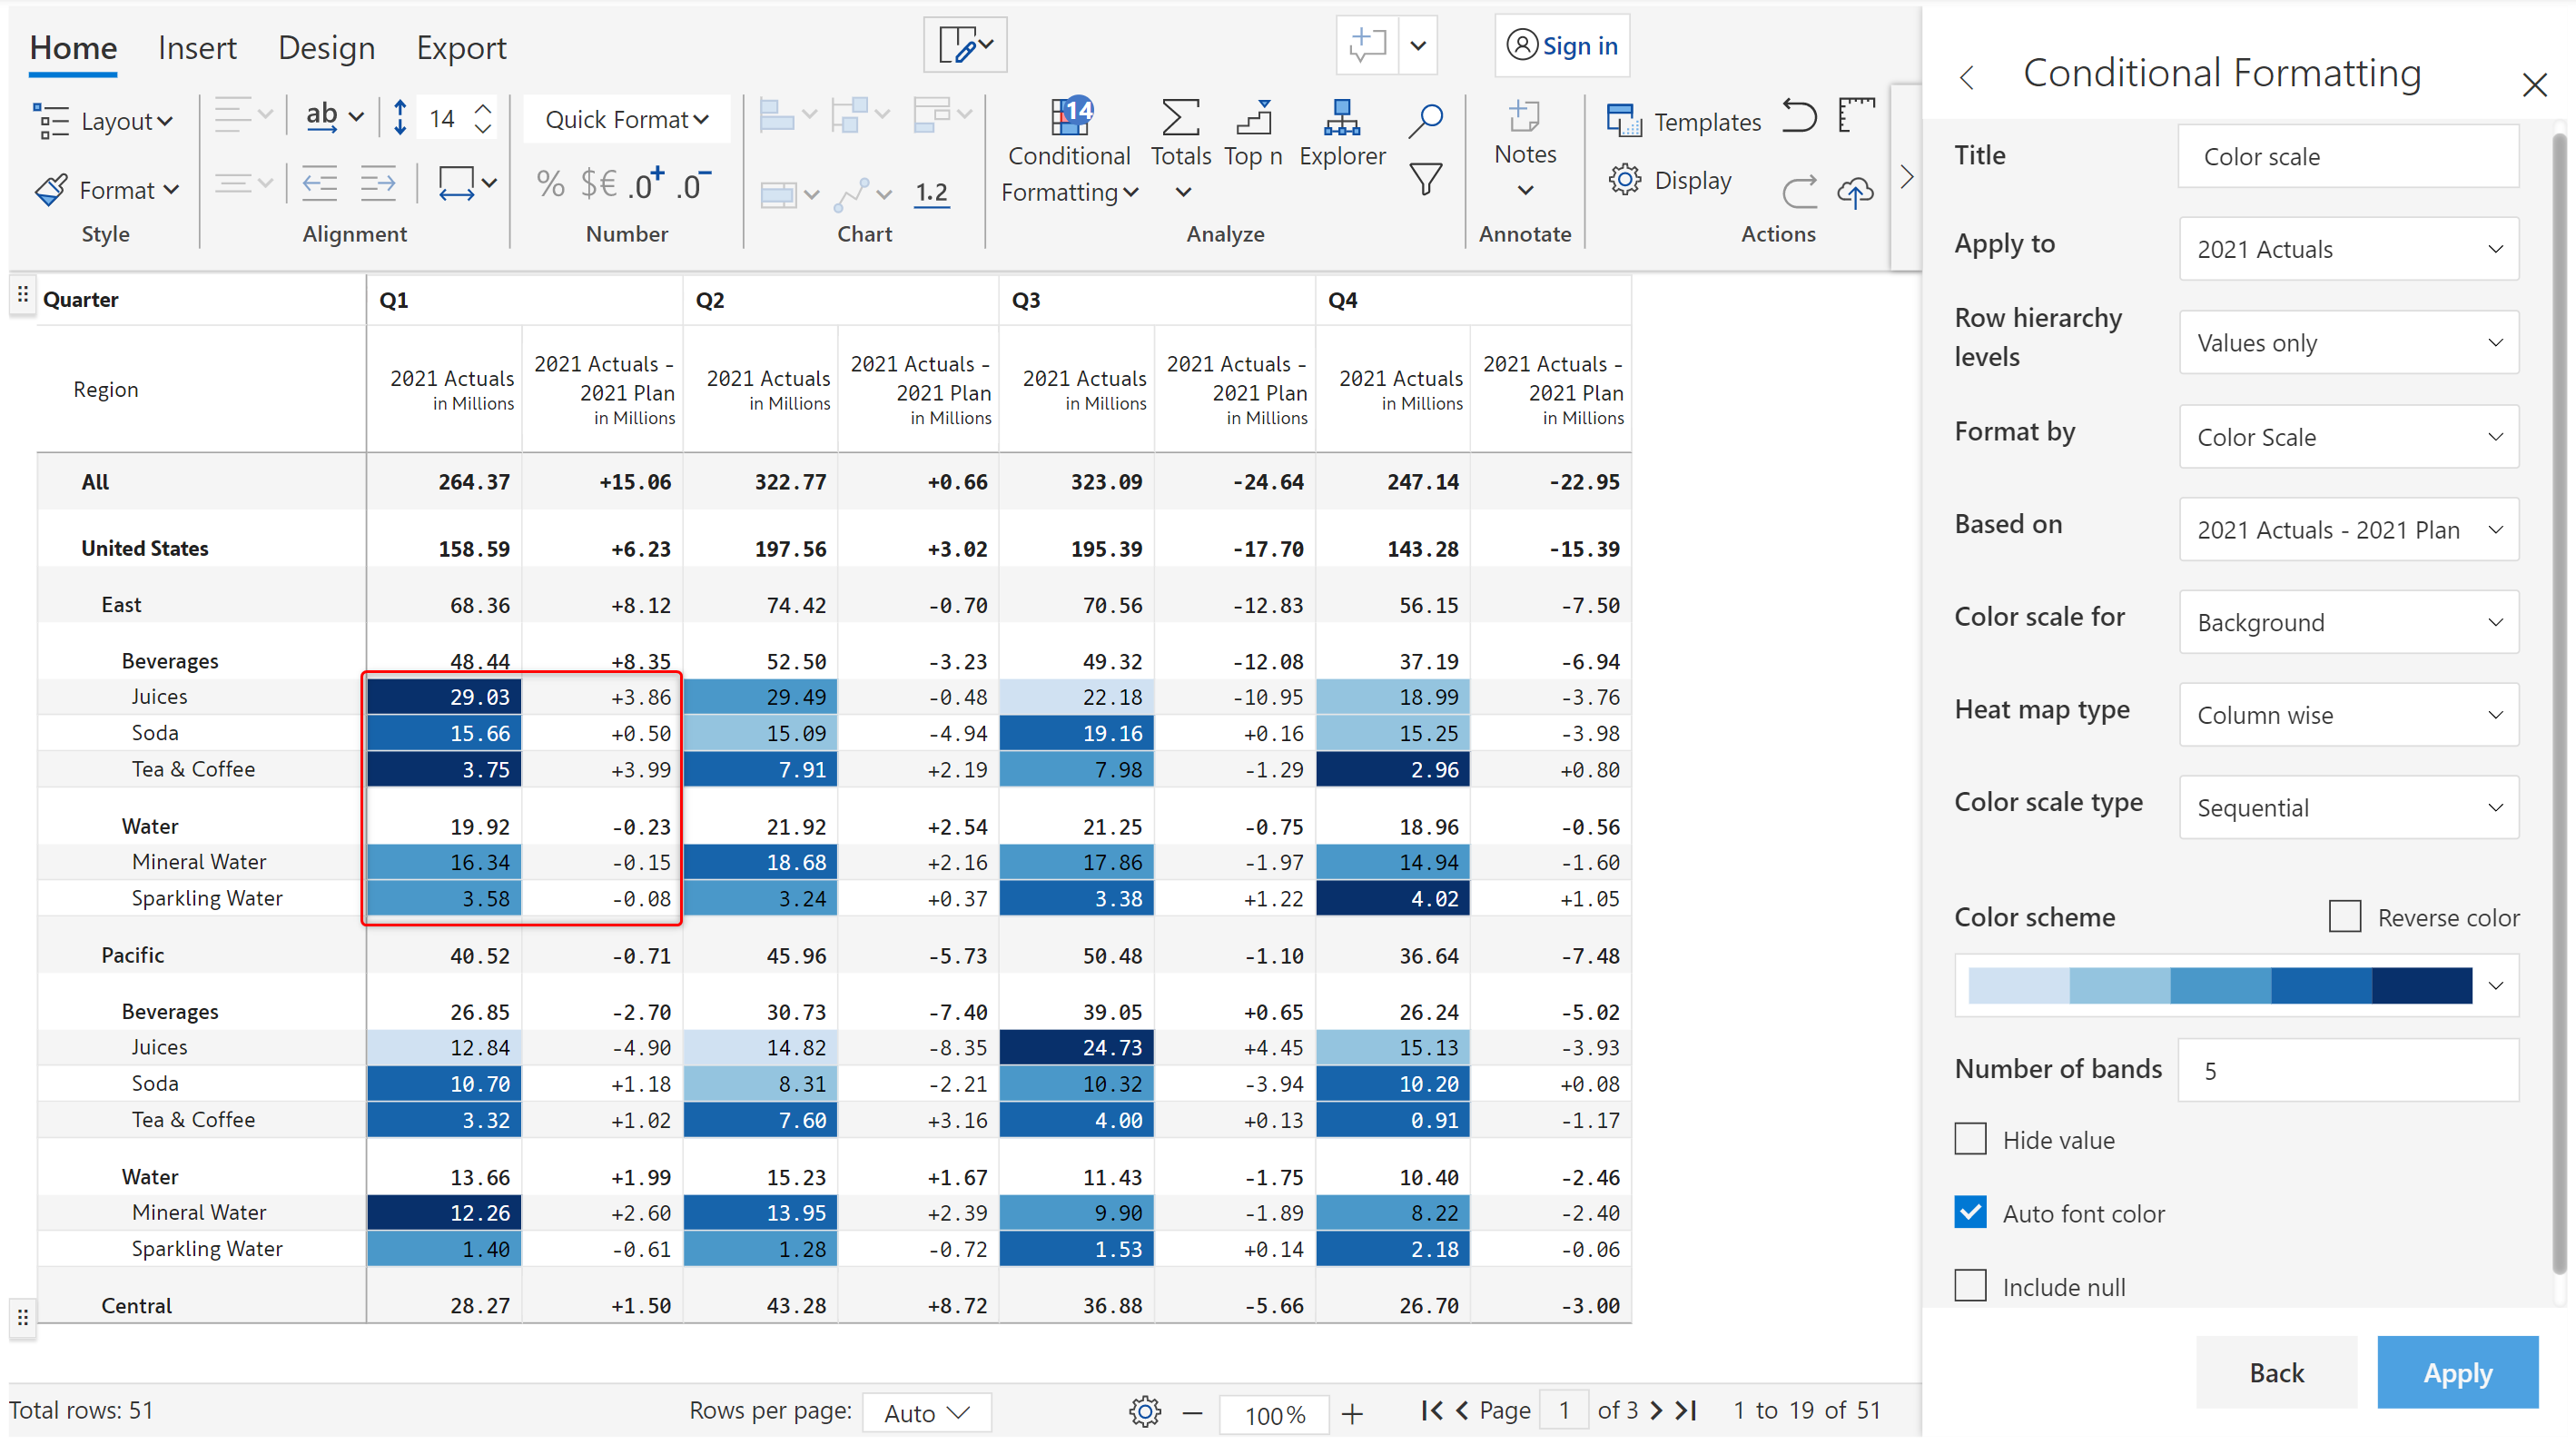 Home Insert Design Export Sign in
Layout ab 14 Quick Format 14
Conditional Formatting Totals Top n Explorer Notes Templates
Format % $€ .0+ .0- 1.2 Display
Style Alignment Number Chart Analyze Annotate Actions
Quarter Q1 Q2 Q3 Q4
Region 2021 Actuals in Millions 2021 Actuals - 2021 Plan in Millions 2021 Actuals in Millions 2021 Actuals - 2021 Plan in Millions 2021 Actuals in Millions 2021 Actuals - 2021 Plan in Millions 2021 Actuals in Millions 2021 Actuals - 2021 Plan in Millions
All 264.37 +15.06 322.77 +0.66 323.09 -24.64 247.14 -22.95
United States 158.59 +6.23 197.56 +3.02 195.39 -17.70 143.28 -15.39
East 68.36 +8.12 74.42 -0.70 70.56 -12.83 56.15 -7.50
Beverages 48.44 +8.35 52.50 -3.23 49.32 -12.08 37.19 -6.94
Juices 29.03 +3.86 29.49 -0.48 22.18 -10.95 18.99 -3.76
Soda 15.66 +0.50 15.09 -4.94 19.16 +0.16 15.25 -3.98
Tea & Coffee 3.75 +3.99 7.91 +2.19 7.98 -1.29 2.96 +0.80
Water 19.92 -0.23 21.92 +2.54 21.25 -0.75 18.96 -0.56
Mineral Water 16.34 -0.15 18.68 +2.16 17.86 -1.97 14.94 -1.60
Sparkling Water 3.58 -0.08 3.24 +0.37 3.38 +1.22 4.02 +1.05
Pacific 40.52 -0.71 45.96 -5.73 50.48 -1.10 36.64 -7.48
Beverages 26.85 -2.70 30.73 -7.40 39.05 +0.65 26.24 -5.02
Juices 12.84 -4.90 14.82 -8.35 24.73 +4.45 15.13 -3.93
Soda 10.70 +1.18 8.31 -2.21 10.32 -3.94 10.20 +0.08
Tea & Coffee 3.32 +1.02 7.60 +3.16 4.00 +0.13 0.91 -1.17
Water 13.66 +1.99 15.23 +1.67 11.43 -1.75 10.40 -2.46
Mineral Water 12.26 +2.60 13.95 +2.39 9.90 -1.89 8.22 -2.40
Sparkling Water 1.40 -0.61 1.28 -0.72 1.53 +0.14 2.18 -0.06
Central 28.27 +1.50 43.28 +8.72 36.88 -5.66 26.70 -3.00
Total rows: 51 Rows per page: Auto 100% Page 1 of 3 1 to 19 of 51
Conditional Formatting
Title Color scale
Apply to 2021 Actuals
Row hierarchy levels Values only
Format by Color Scale
Based on 2021 Actuals - 2021 Plan
Color scale for Background
Heat map type Column wise
Color scale type Sequential
Color scheme Reverse color
Number of bands 5
Hide value
Auto font color
Include null
Back Apply